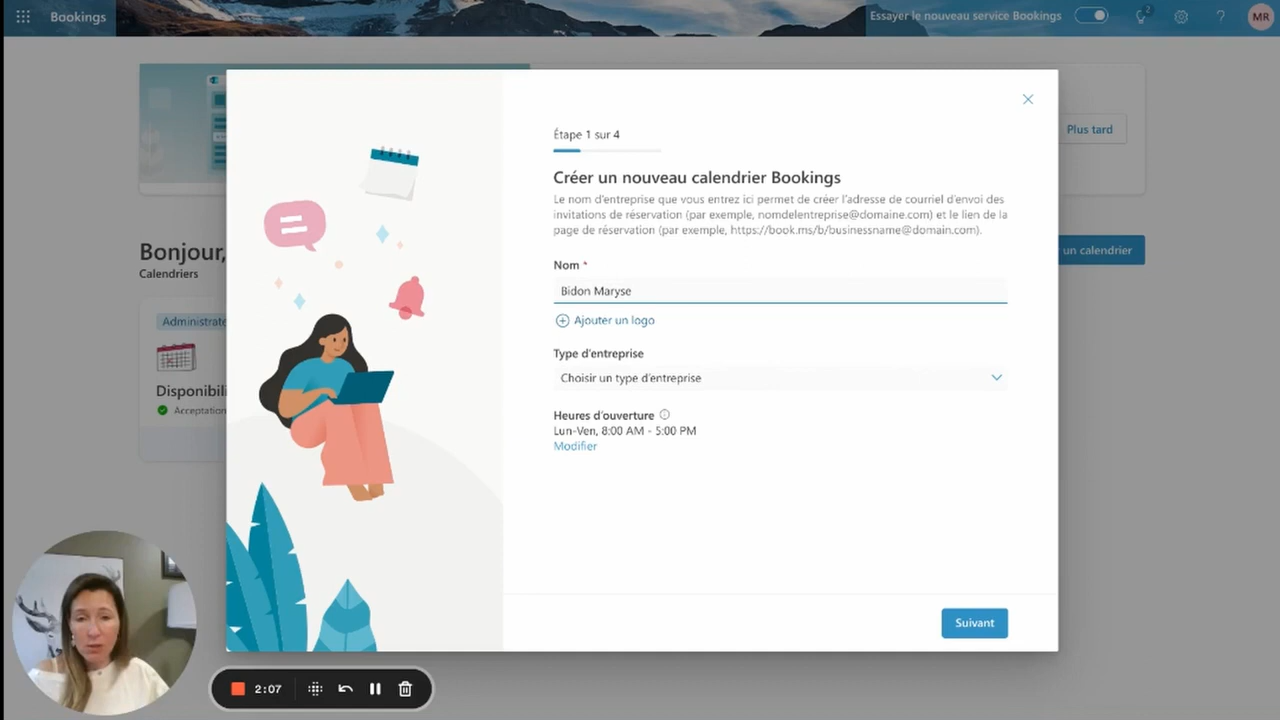 Bookings
Essayer le nouveau service Bookings
2
?
MR
Plus tard
Étape 1 sur 4
Créer un nouveau calendrier Bookings
Le nom d'entreprise que vous entrez ici permet de créer l'adresse de courriel d'envoi des
invitations de réservation (par exemple, nomdelentreprise@domaine.com) et le lien de la
page de réservation (par exemple, https://book.ms/b/businessname@domain.com).
Bonjour,
Calendriers
un calendrier
Nom *
Bidon Maryse
Ajouter un logo
Administrate
Type d'entreprise
Choisir un type d'entreprise
Disponibili
Acceptation
Heures d'ouverture
Lun-Ven, 8:00 AM - 5:00 PM
Modifier
Suivant
2:07